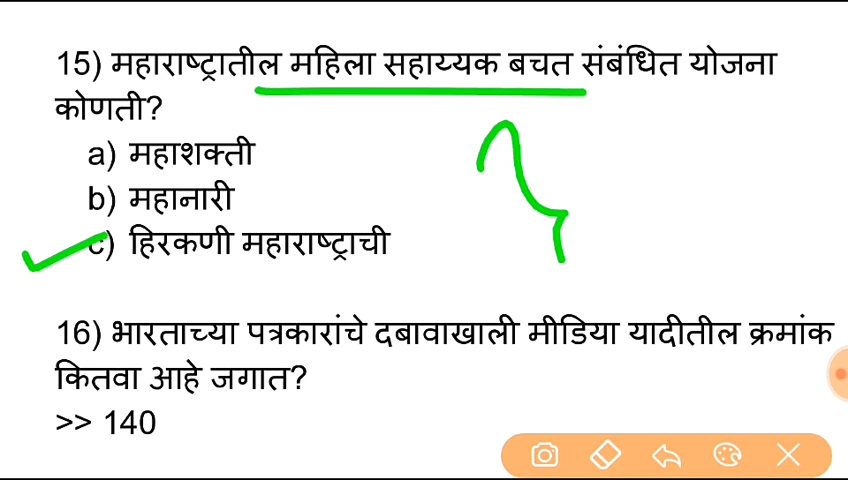 15) महाराष्ट्रातील महिला सहाय्यक बचत संबंधित योजना
कोणती?
a) महाशक्ती
b) महानारी
c) हिरकणी महाराष्ट्राची
16) भारताच्या पत्रकारांचे दबावाखाली मीडिया यादीतील क्रमांक
कितवा आहे जगात?
>> 140